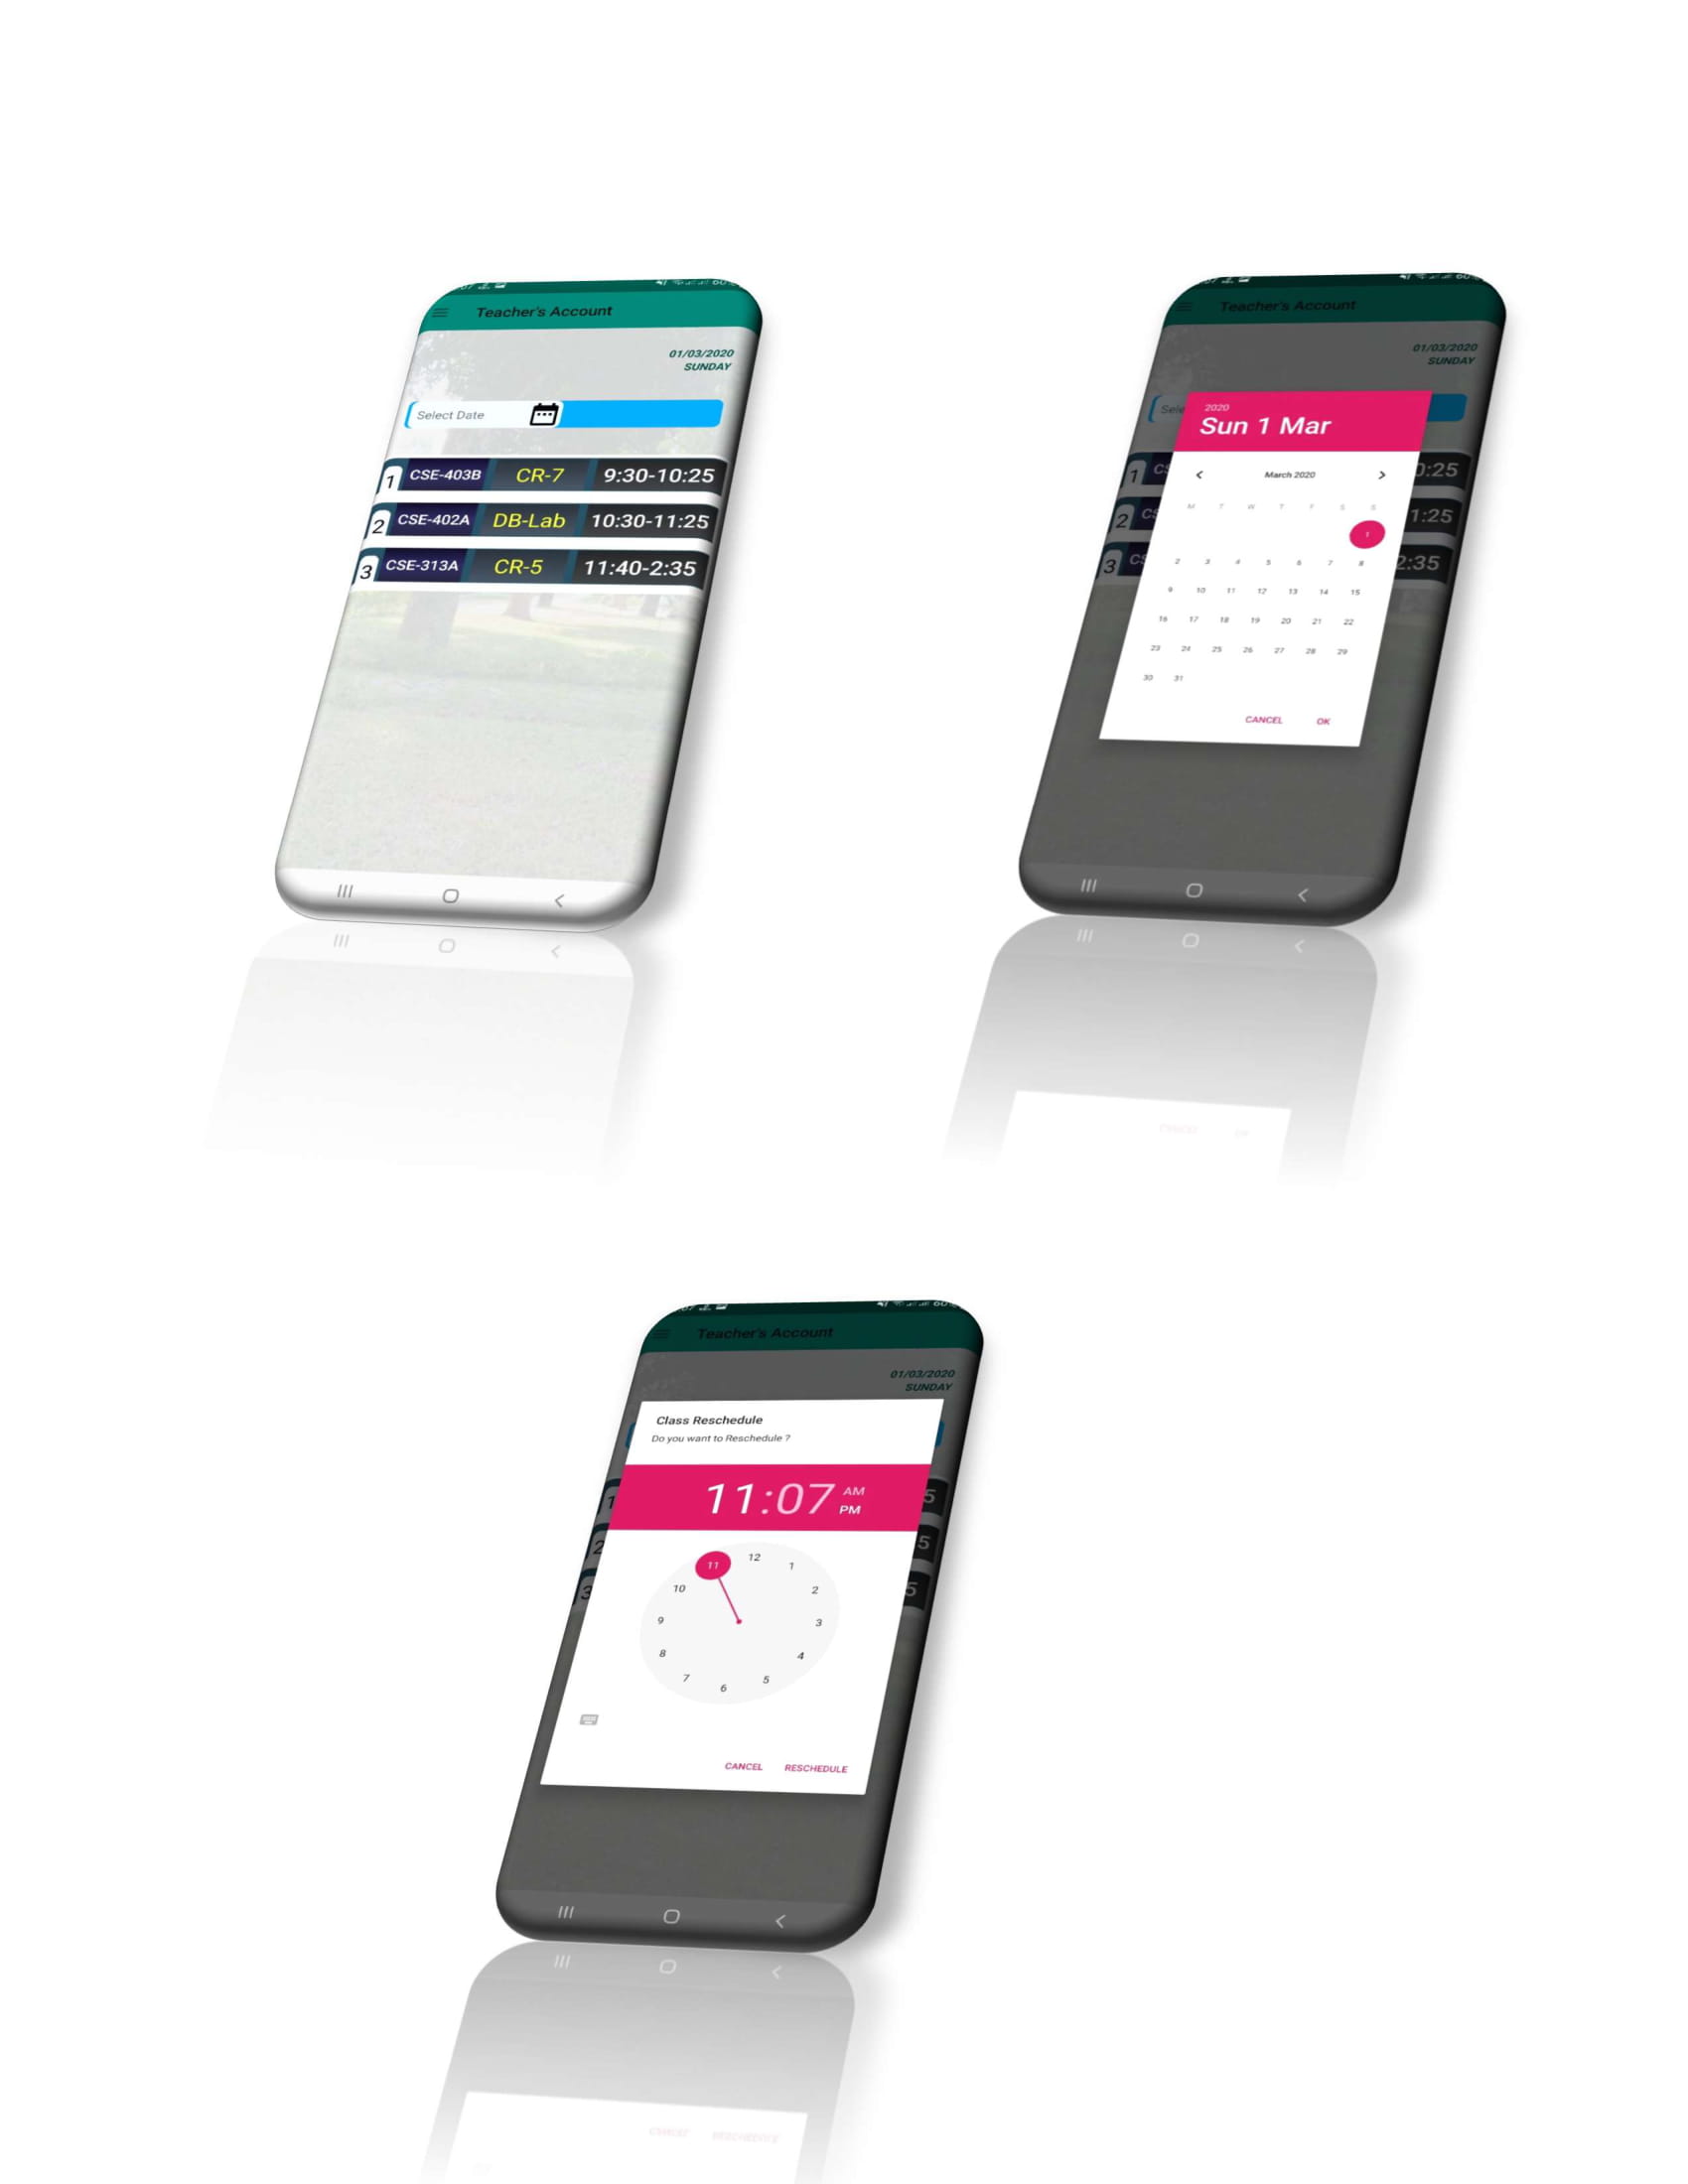 Teacher's Account
01/03/2020
SUNDAY
Select Date
1 CSE-403B CR-7 9:30-10:25
2 CSE-402A DB-Lab 10:30-11:25
3 CSE-313A CR-5 11:40-2:35
Teacher's Account
01/03/2020
SUNDAY
2020
Sun 1 Mar
March 2020
M T W T F S S
1
2 3 4 5 6 7 8
9 10 11 12 13 14 15
16 17 18 19 20 21 22
23 24 25 26 27 28 29
30 31
CANCEL OK
1
2
3
Teacher's Account
01/03/2020
SUNDAY
Class Reschedule
Do you want to Reschedule ?
11:07 AM
PM
12
11 1
10 2
9 3
8 4
7 5
6
CANCEL RESCHEDULE